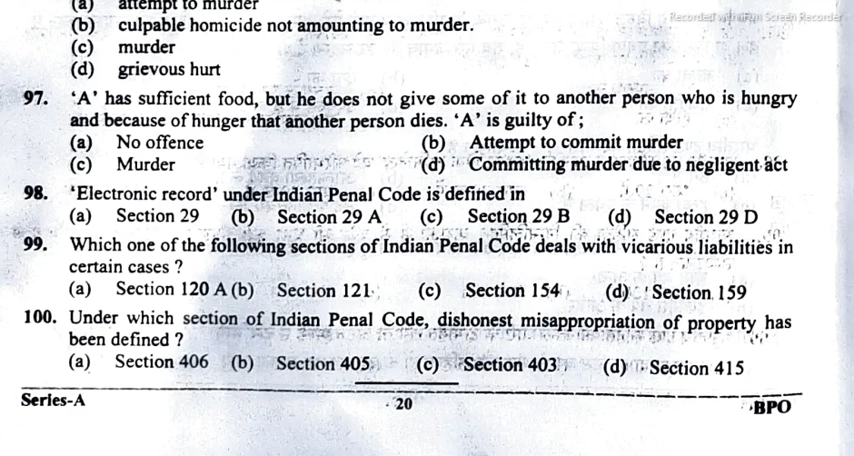 (a) attempt to murder
Recorded with iFun Screen Recorder
(b) culpable homicide not amounting to murder.
(c) murder
(d) grievous hurt
97. 'A' has sufficient food, but he does not give some of it to another person who is hungry
and because of hunger that another person dies. 'A' is guilty of ;
(a) No offence (b) Attempt to commit murder
(c) Murder (d) Committing murder due to negligent act
98. 'Electronic record' under Indian Penal Code is defined in
(a) Section 29 (b) Section 29 A (c) Section 29 B (d) Section 29 D
99. Which one of the following sections of Indian Penal Code deals with vicarious liabilities in
certain cases ?
(a) Section 120 A (b) Section 121 (c) Section 154 (d) Section 159
100. Under which section of Indian Penal Code, dishonest misappropriation of property has
been defined ?
(a) Section 406 (b) Section 405 (c) Section 403 (d) Section 415
Series-A 20 BPO